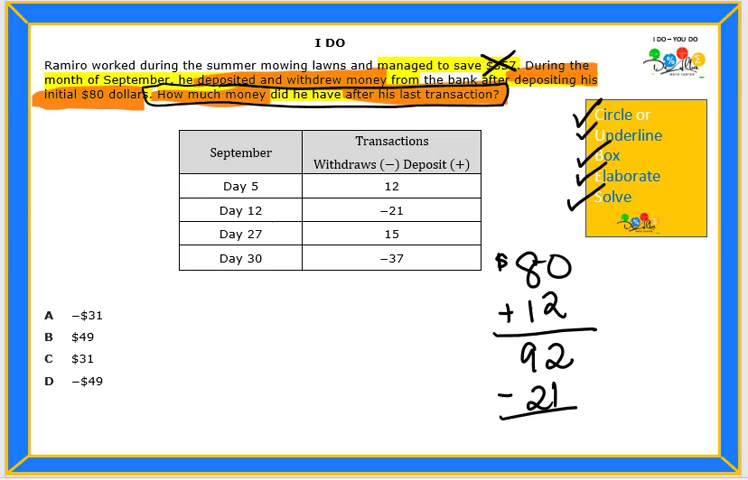 I DO
I DO – YOU DO
Ramiro worked during the summer mowing lawns and managed to save $357. During the
month of September, he deposited and withdrew money from the bank after depositing his
initial $80 dollars. How much money did he have after his last transaction?
MATH CENTER
Circle or
Underline
Box
Elaborate
Solve
September
Transactions
Withdraws (−) Deposit (+)
Day 5 12
Day 12 −21
Day 27 15
Day 30 −37
A −$31
B $49
C $31
D −$49
$80
+12
92
- 21